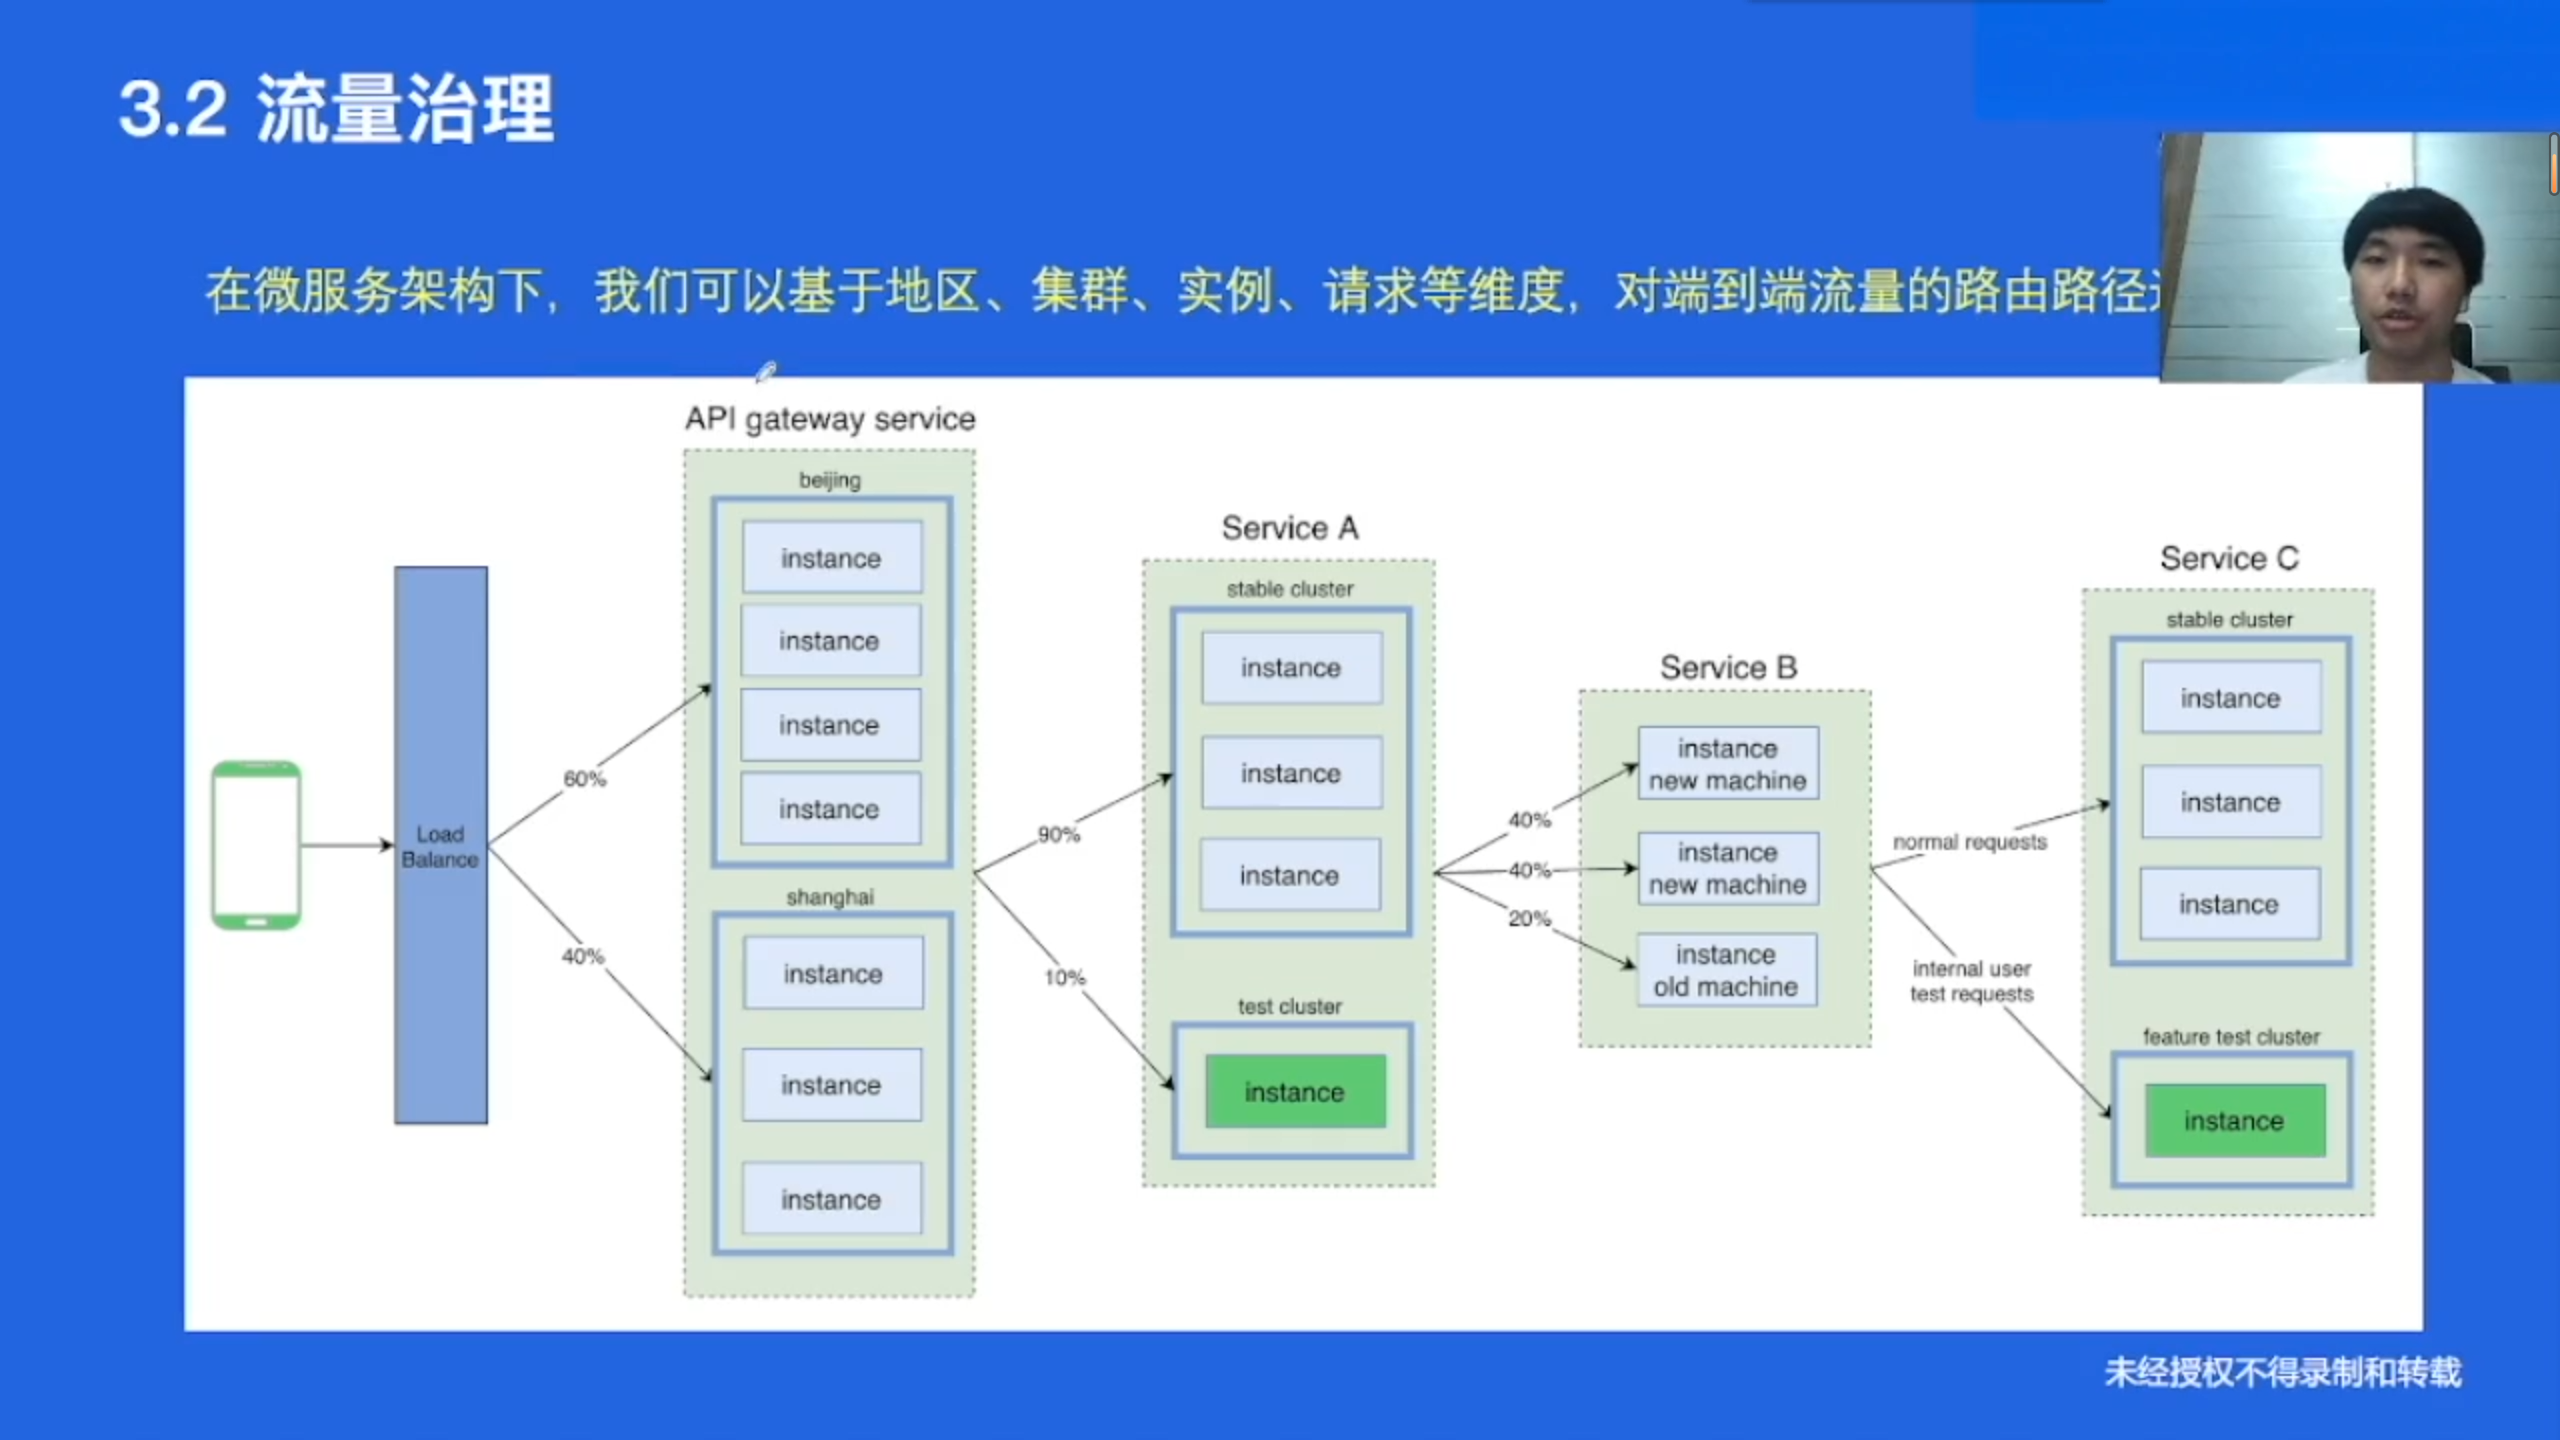 3.2 流量治理
在微服务架构下，我们可以基于地区、集群、实例、请求等维度，对端到端流量的路由路径
API gateway service
beijing
instance
instance
instance
instance
shanghai
instance
instance
instance
Load
Balance
60%
40%
Service A
stable cluster
instance
instance
instance
test cluster
instance
90%
10%
Service B
instance
new machine
instance
new machine
instance
old machine
40%
40%
20%
Service C
stable cluster
instance
instance
instance
feature test cluster
instance
normal requests
internal user
test requests
未经授权不得录制和转载